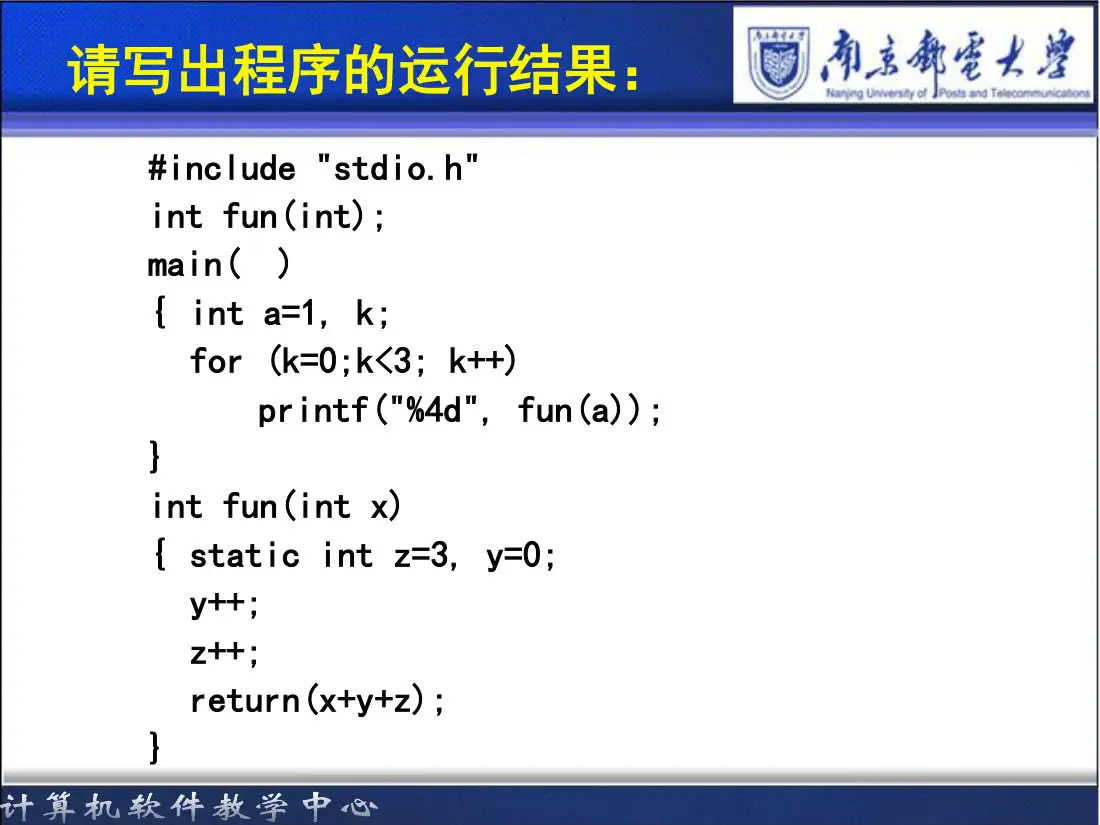 请写出程序的运行结果：
南京邮电大学
Nanjing University of Posts and Telecommunications
#include "stdio.h"
int fun(int);
main(  )
{ int a=1, k;
for (k=0;k<3; k++)
printf("%4d", fun(a));
}
int fun(int x)
{ static int z=3, y=0;
y++;
z++;
return(x+y+z);
}
计算机软件教学中心